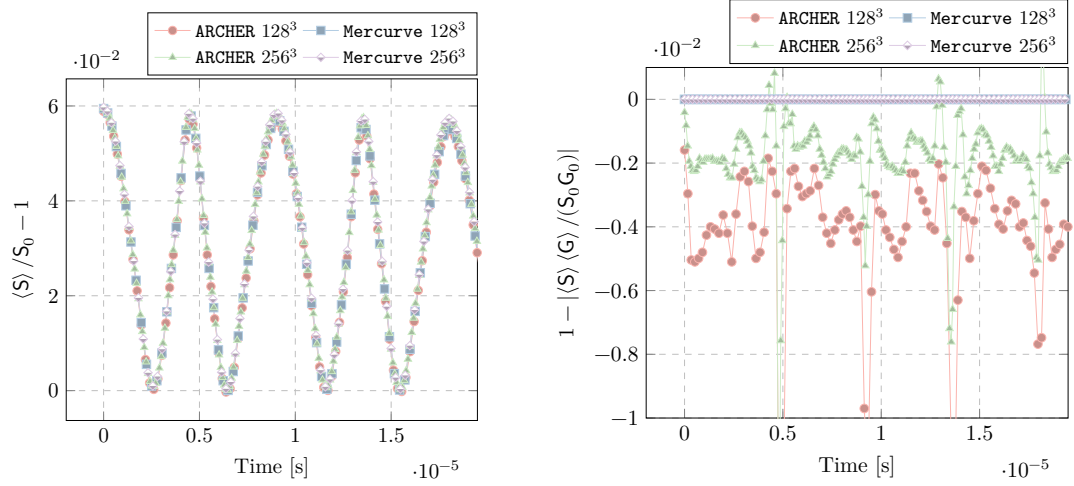 ARCHER 128³ Mercurve 128³
ARCHER 256³ Mercurve 256³
·10⁻²
6
4
2
0
⟨S⟩/S₀ − 1
0 0.5 1 1.5
Time [s]
·10⁻⁵
ARCHER 128³ Mercurve 128³
ARCHER 256³ Mercurve 256³
·10⁻²
0
−0.2
−0.4
−0.6
−0.8
−1
1 − |⟨S⟩ ⟨G⟩/(S₀G₀)|
0 0.5 1 1.5
Time [s]
·10⁻⁵